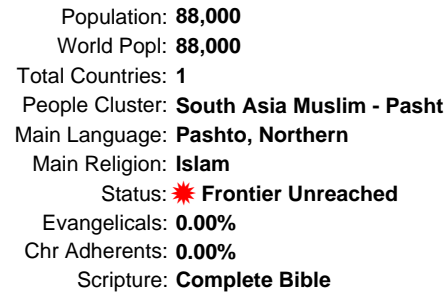 Population: 88,000
World Popl: 88,000
Total Countries: 1
People Cluster: South Asia Muslim - Pasht
Main Language: Pashto, Northern
Main Religion: Islam
Status: Frontier Unreached
Evangelicals: 0.00%
Chr Adherents: 0.00%
Scripture: Complete Bible